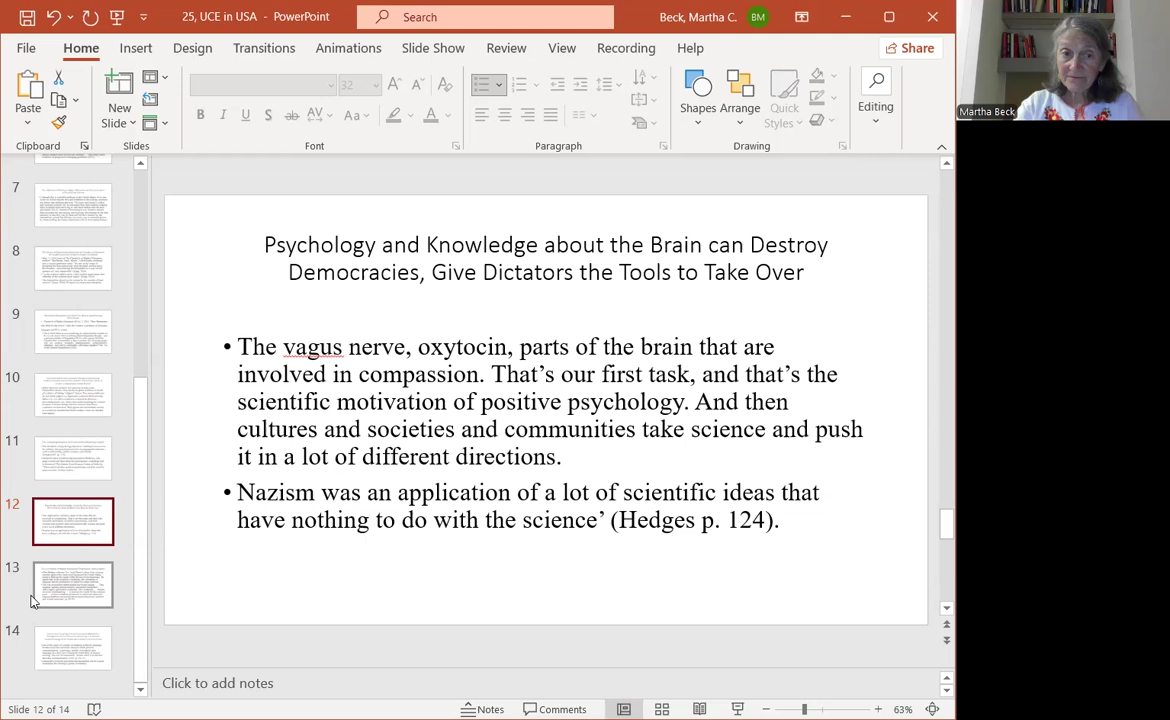 25, UCE in USA - PowerPoint
Search
Beck, Martha C.
BM
File
Home
Insert
Design
Transitions
Animations
Slide Show
Review
View
Recording
Help
Share
Paste
New
Slide
32
B I U S ab AV Aa A
Shapes Arrange Quick
Styles
Editing
Clipboard
Slides
Font
Paragraph
Drawing
Martha Beck
7
8
9
10
11
12
13
14
Psychology and Knowledge about the Brain can Destroy
Democracies, Give Dictators the Tools to Take Over
• The vagus nerve, oxytocin, parts of the brain that are
involved in compassion. That’s our first task, and that’s the
scientific motivation of positive psychology. And then
cultures and societies and communities take science and push
it in a lot of different directions.
• Nazism was an application of a lot of scientific ideas that
have nothing to do with the science’ (Hedges p. 124).
Click to add notes
Slide 12 of 14
Notes
Comments
63%